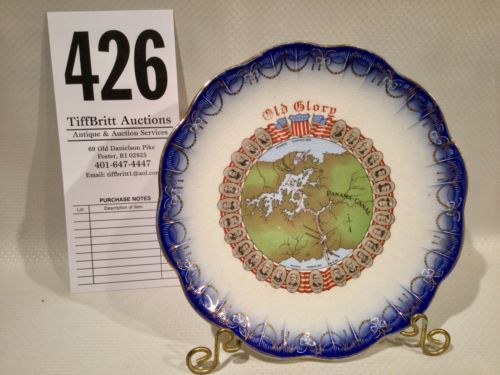 426
TiffBritt Auctions
Antique & Auction Services
69 Old Danielson Pike
Foster, RI 02825
401-647-4447
Email: tiffbritt1@aol.com
PURCHASE NOTES
Lot Description of Item
Old Glory
PANAMA-CANAL